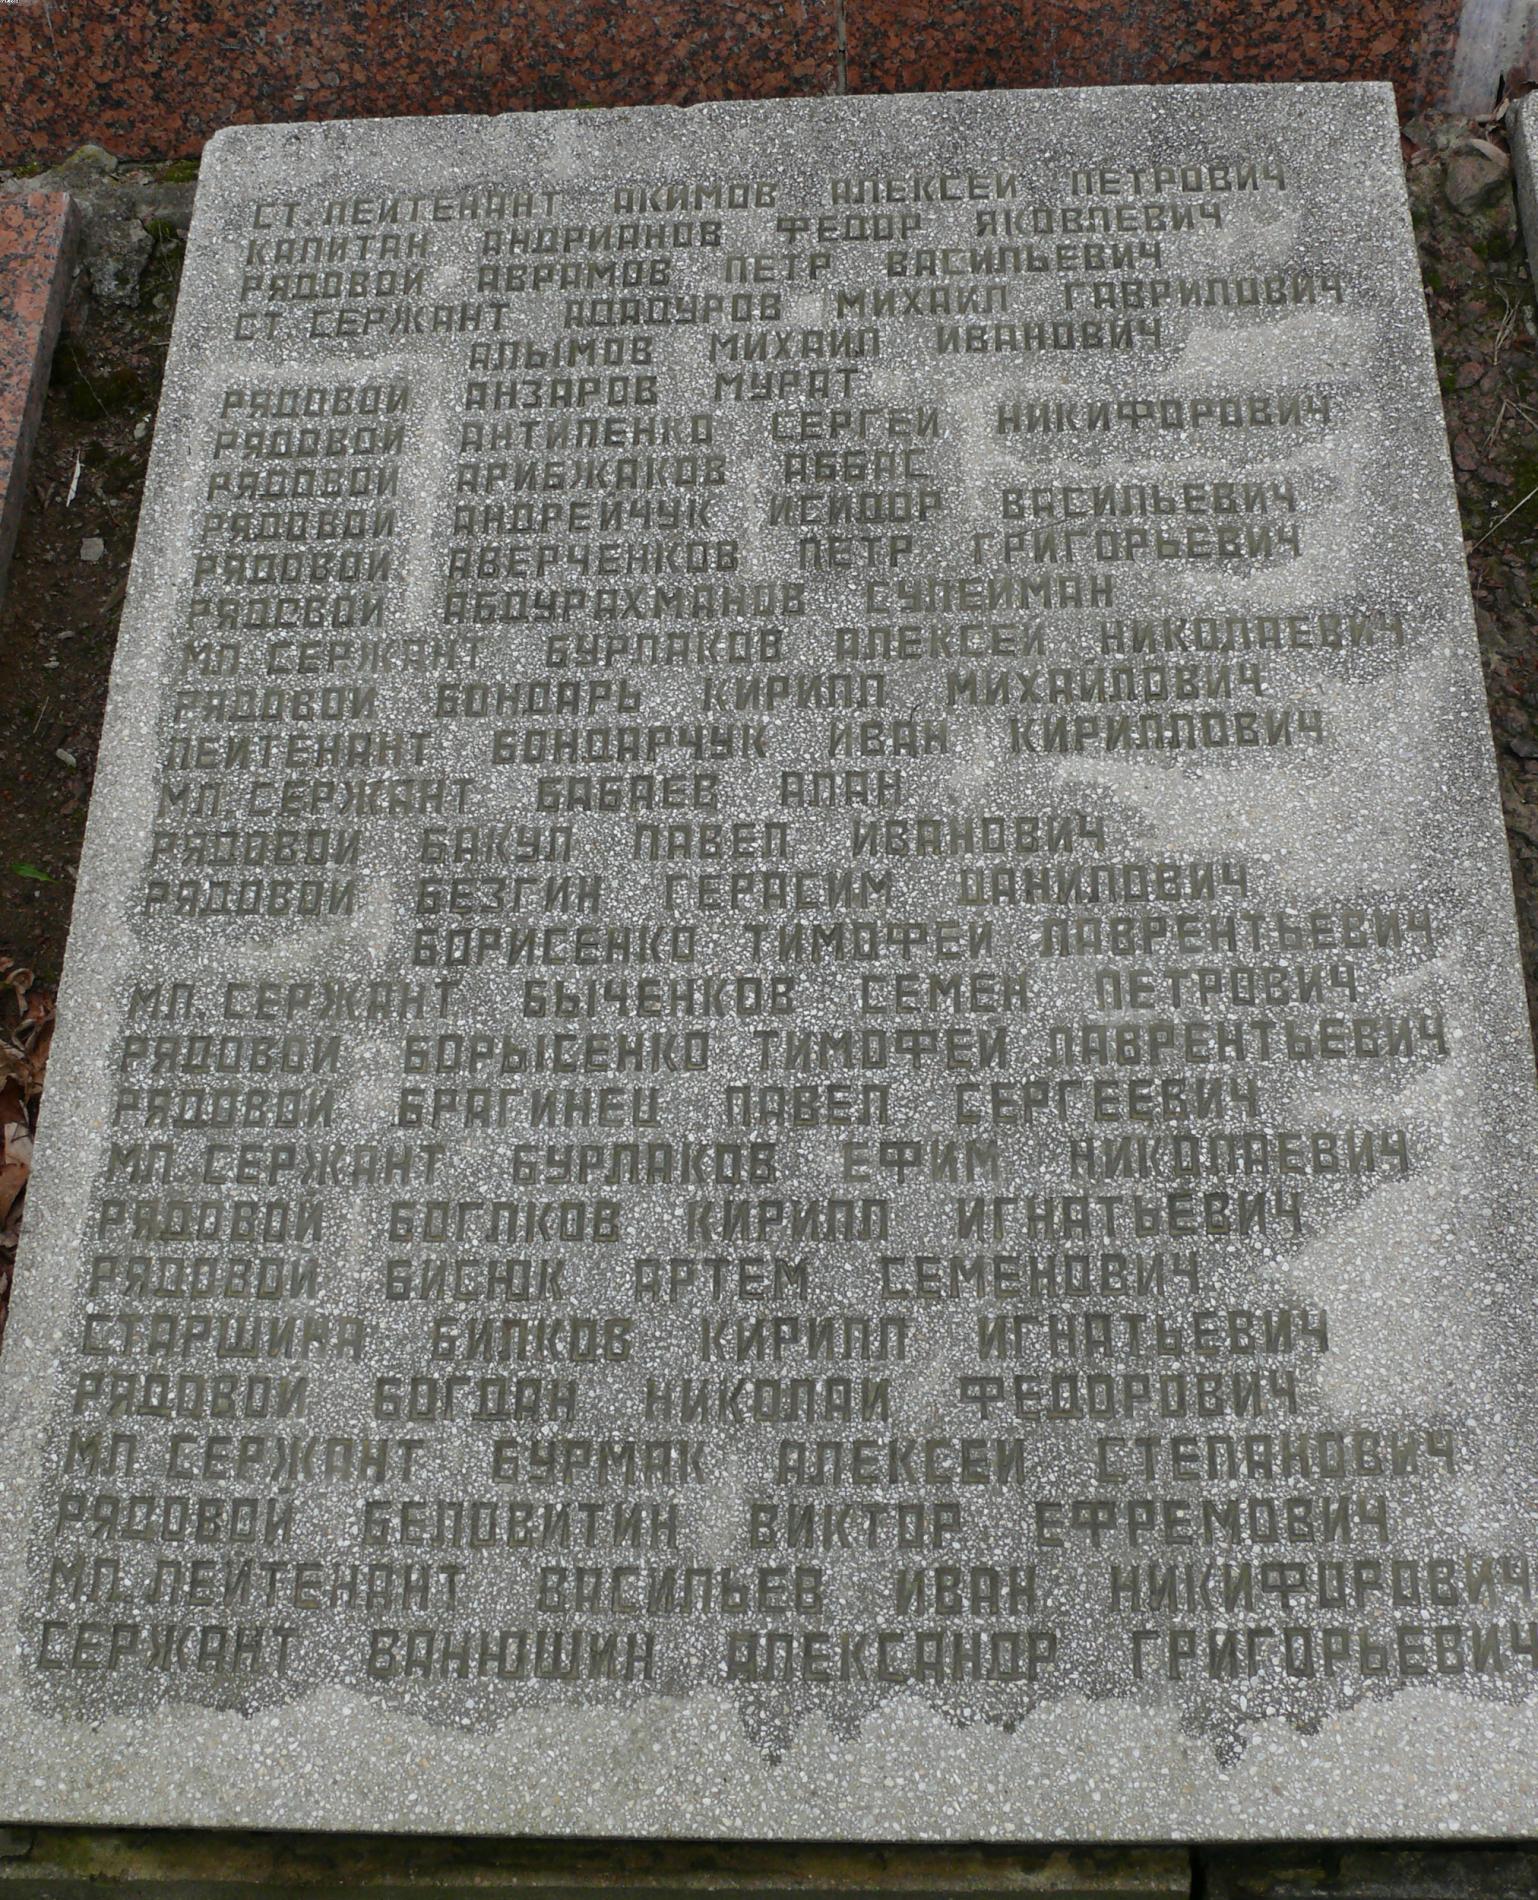 СТ. ЛЕЙТЕНАНТ АКИМОВ АЛЕКСЕЙ ПЕТРОВИЧ
КАПИТАН АНДРИАНОВ ФЕДОР ЯКОВЛЕВИЧ
РЯДОВОЙ АВРАМОВ ПЕТР ВАСИЛЬЕВИЧ
СТ. СЕРЖАНТ АДАДУРОВ МИХАИЛ ГАВРИЛОВИЧ
АЛЫМОВ МИХАИЛ ИВАНОВИЧ
РЯДОВОЙ АНЗАРОВ МУРАТ
РЯДОВОЙ АНТИПЕНКО СЕРГЕЙ НИКИФОРОВИЧ
РЯДОВОЙ АРИБЖАКОВ АББАС
РЯДОВОЙ АНДРЕЙЧУК ИСИДОР ВАСИЛЬЕВИЧ
РЯДОВОЙ АВЕРЧЕНКОВ ПЕТР ГРИГОРЬЕВИЧ
РЯДОВОЙ АБДУРАХМАНОВ СУЛЕЙМАН
МЛ. СЕРЖАНТ БУРЛАКОВ АЛЕКСЕЙ НИКОЛАЕВИЧ
РЯДОВОЙ БОНДАРЬ КИРИЛЛ МИХАЙЛОВИЧ
ЛЕЙТЕНАНТ БОНДАРЧУК ИВАН КИРИЛЛОВИЧ
МЛ. СЕРЖАНТ БАБАЕВ АЛАН
РЯДОВОЙ БАКУЛ ПАВЕЛ ИВАНОВИЧ
РЯДОВОЙ БЕЗГИН ГЕРАСИМ ДАНИЛОВИЧ
БОРИСЕНКО ТИМОФЕЙ ЛАВРЕНТЬЕВИЧ
МЛ. СЕРЖАНТ БЫЧЕНКОВ СЕМЕН ПЕТРОВИЧ
РЯДОВОЙ БОРЫСЕНКО ТИМОФЕЙ ЛАВРЕНТЬЕВИЧ
РЯДОВОЙ БРАГИНЕЦ ПАВЕЛ СЕРГЕЕВИЧ
МЛ. СЕРЖАНТ БУРЛАКОВ ЕФИМ НИКОЛАЕВИЧ
РЯДОВОЙ БОГЛКОВ КИРИЛЛ ИГНАТЬЕВИЧ
РЯДОВОЙ БИСЮК АРТЕМ СЕМЕНОВИЧ
СТАРШИНА БИЛКОВ КИРИЛЛ ИГНАТЬЕВИЧ
РЯДОВОЙ БОГДАН НИКОЛАЙ ФЕДОРОВИЧ
МЛ. СЕРЖАНТ БУРМАК АЛЕКСЕЙ СТЕПАНОВИЧ
РЯДОВОЙ БЕЛОВИТИН ВИКТОР ЕФРЕМОВИЧ
МЛ. ЛЕЙТЕНАНТ ВАСИЛЬЕВ ИВАН НИКИФОРОВИЧ
СЕРЖАНТ ВАНЮШИН АЛЕКСАНДР ГРИГОРЬЕВИЧ